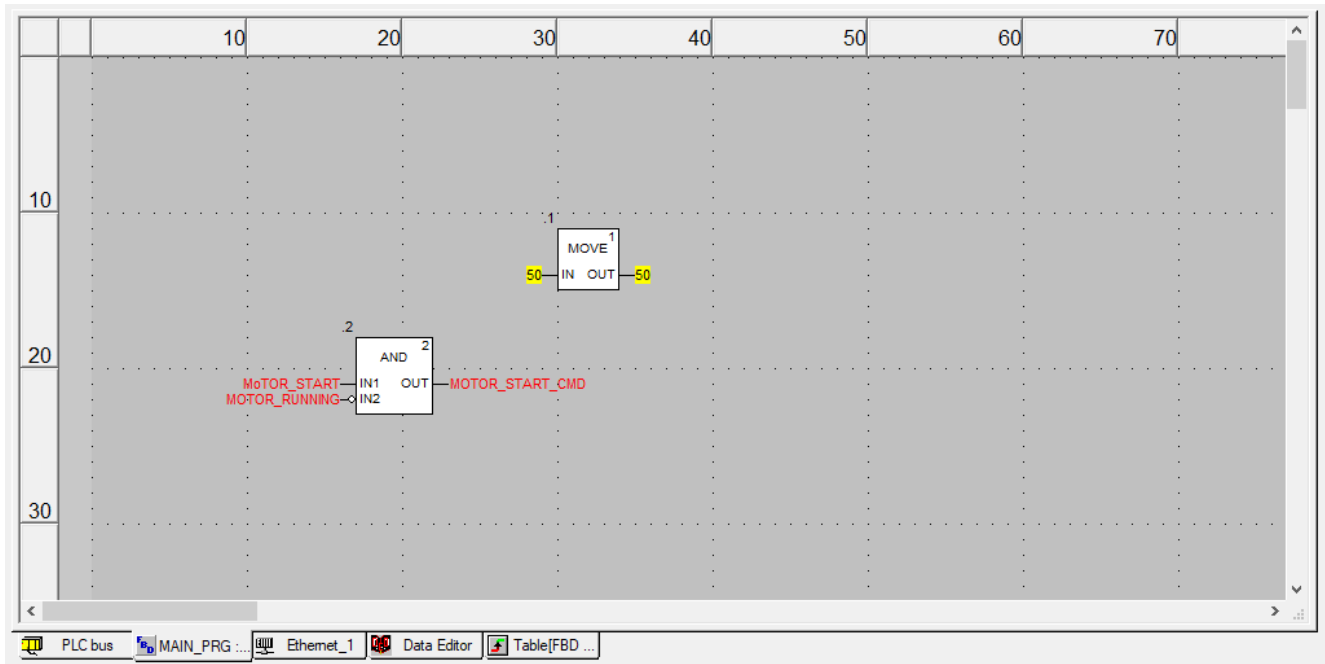 10 20 30 40 50 60 70
10
.1
MOVE 1
50 IN OUT 50
.2
20
AND 2
MoTOR_START IN1 OUT MOTOR_START_CMD
MOTOR_RUNNING IN2
30
PLC bus MAIN_PRG :... Ethernet_1 Data Editor Table[FBD ...